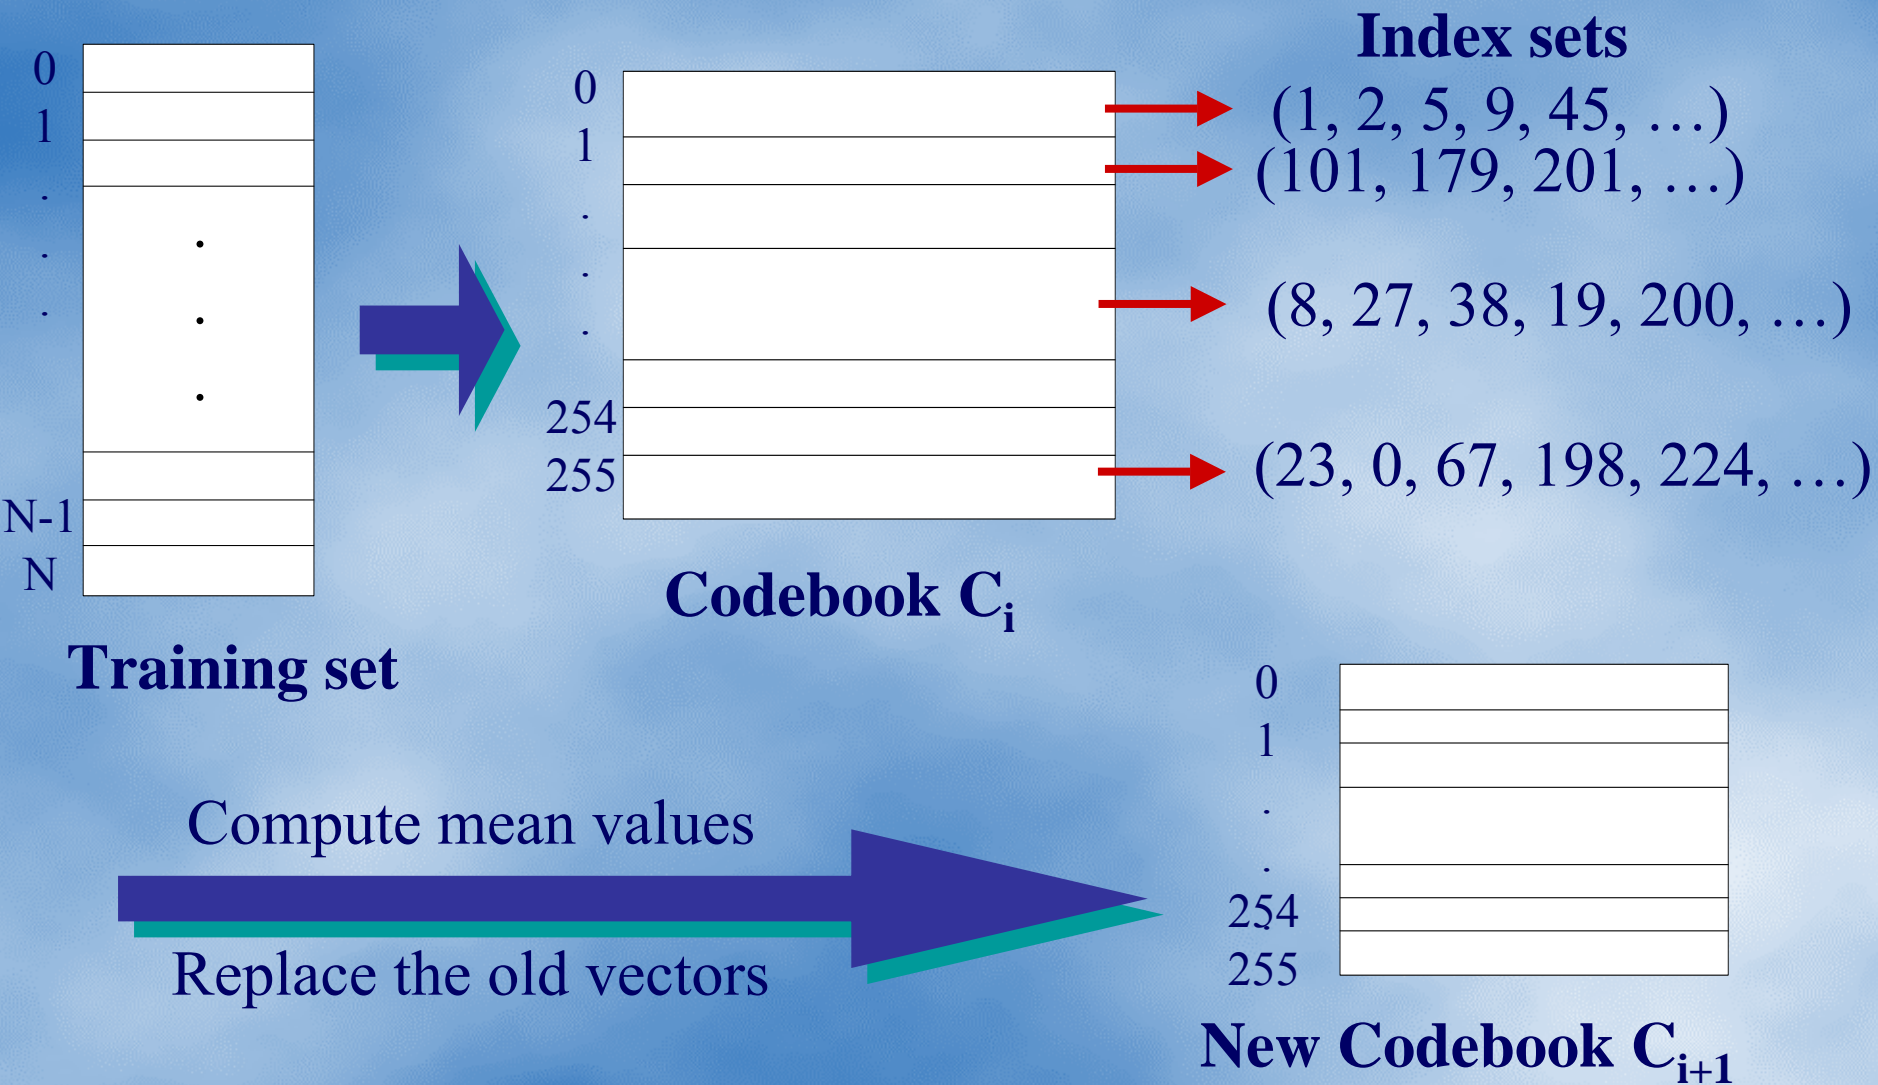 0
1
.
.
.
N-1
N
Training set
0
1
.
.
.
254
255
Codebook Ci
Index sets
(1, 2, 5, 9, 45, …)
(101, 179, 201, …)
(8, 27, 38, 19, 200, …)
(23, 0, 67, 198, 224, …)
Compute mean values
Replace the old vectors
0
1
.
.
.
254
255
New Codebook Ci+1